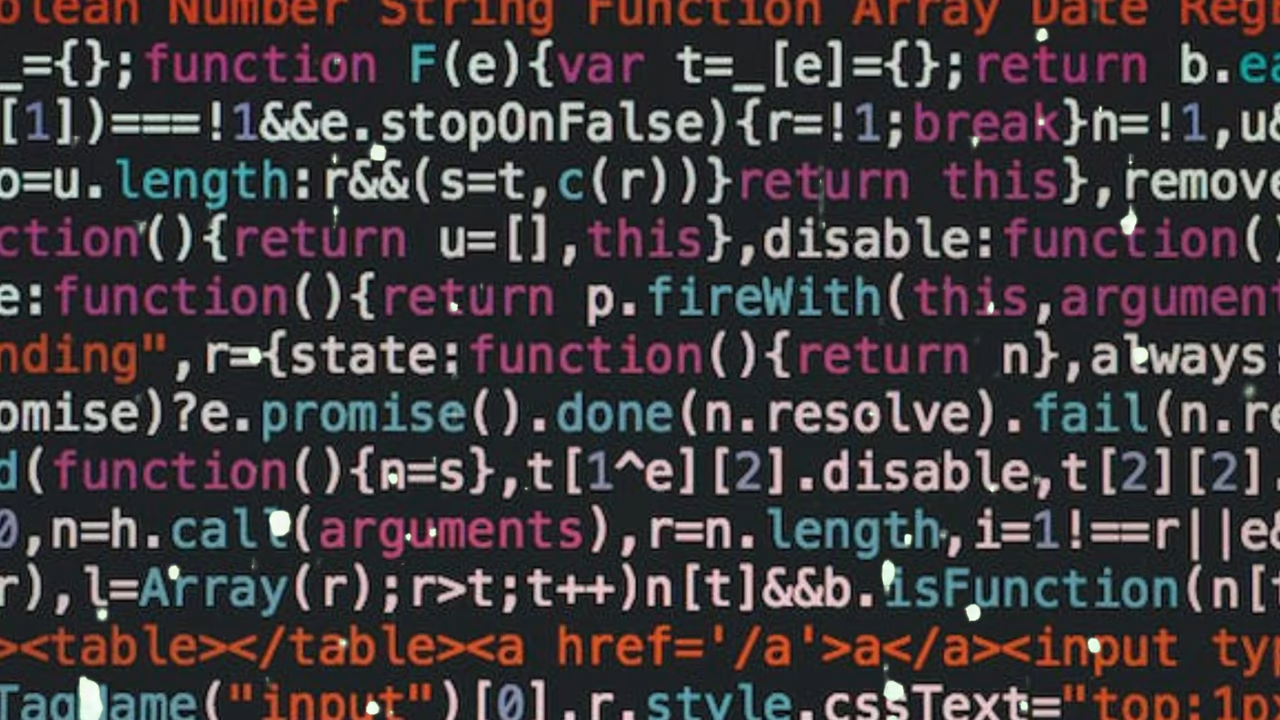 olean Number String Function Array Date Reg
_={};function F(e){var t=_[e]={};return b.ea
[1])===!1&&e.stopOnFalse){r=!1;break}n=!1,u&
o=u.length:r&&(s=t,c(r))}return this},remove
ction(){return u=[],this},disable:function()
e:function(){return p.fireWith(this,argument
nding",r={state:function(){return n},always:
omise)?e.promise().done(n.resolve).fail(n.re
d(function(){n=s},t[1^e][2].disable,t[2][2].
0,n=h.call(arguments),r=n.length,i=1!==r||e&
r),l=Array(r);r>t;t++)n[t]&&b.isFunction(n[t
><table></table><a href='/a'>a</a><input typ
TagName("input")[0],r.style.cssText="top:1p